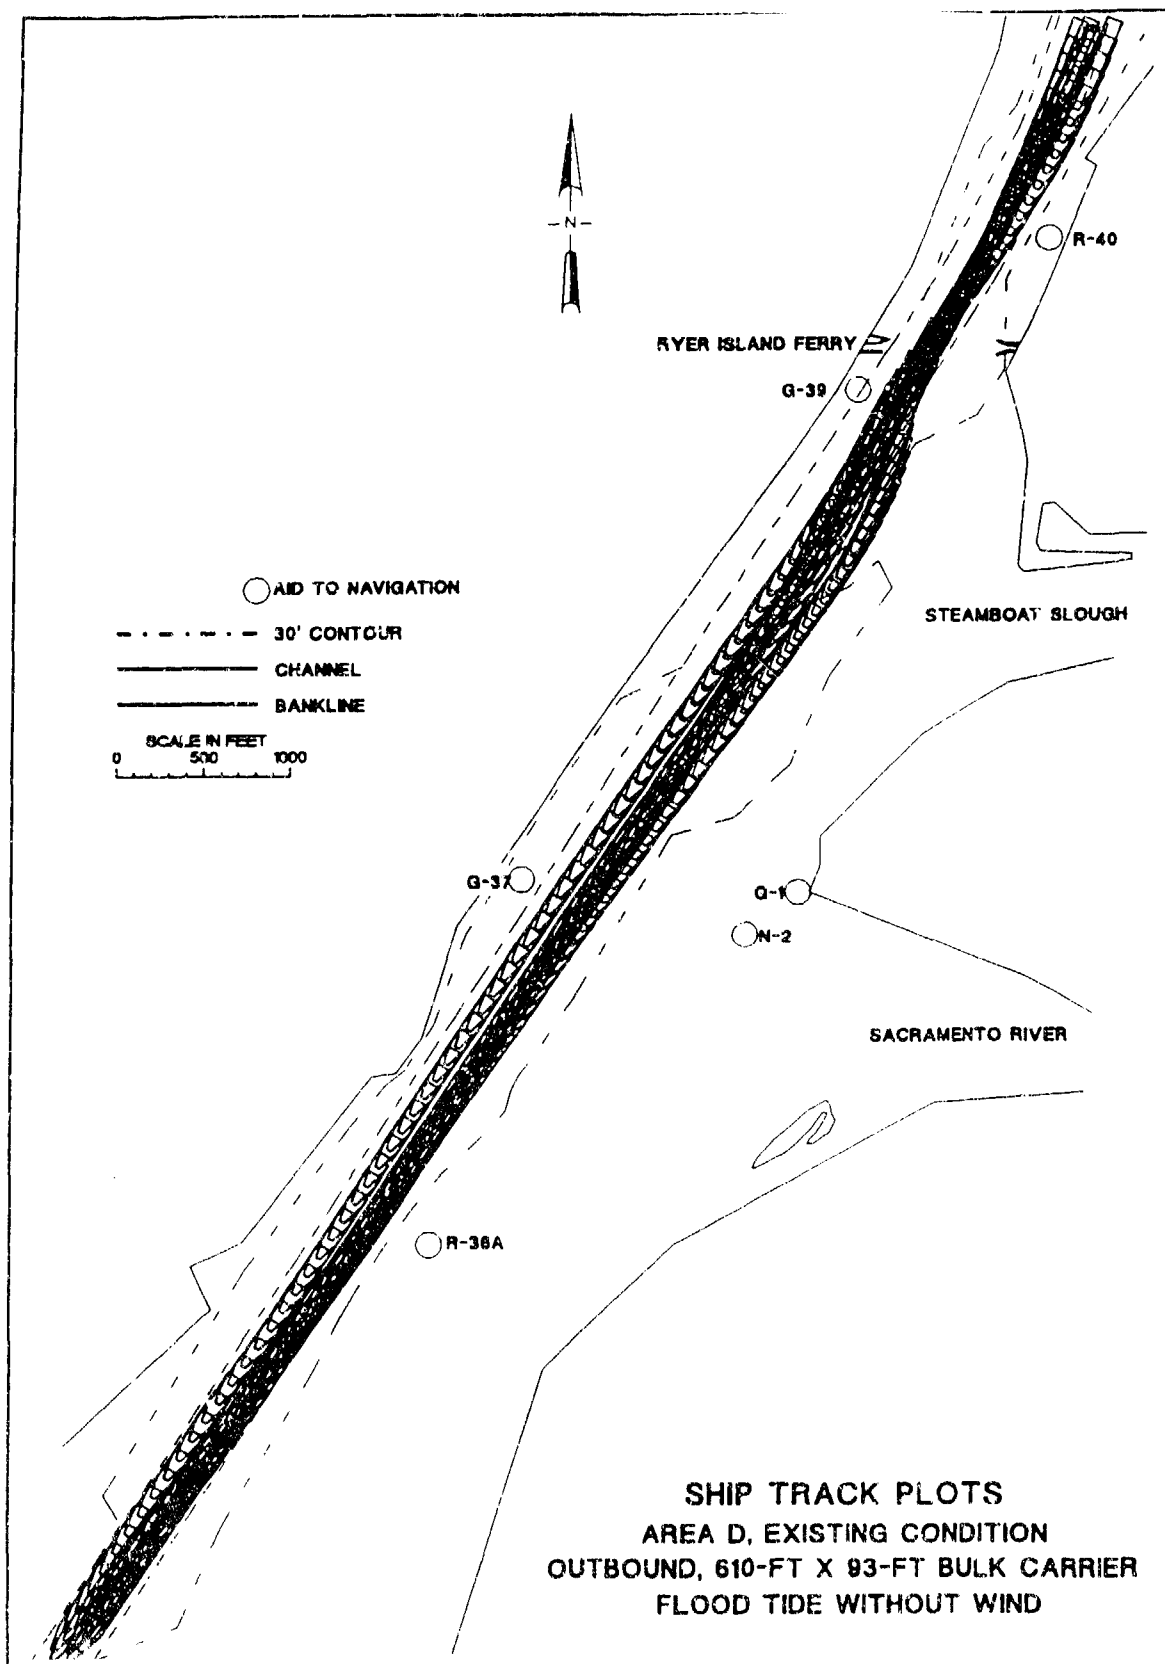 -N-
R-40
RYER ISLAND FERRY
G-39
AID TO NAVIGATION
30' CONTOUR
CHANNEL
BANKLINE
SCALE IN FEET
0 500 1000
STEAMBOAT SLOUGH
G-37
G-1
N-2
SACRAMENTO RIVER
R-36A
SHIP TRACK PLOTS
AREA D, EXISTING CONDITION
OUTBOUND, 610-FT X 93-FT BULK CARRIER
FLOOD TIDE WITHOUT WIND